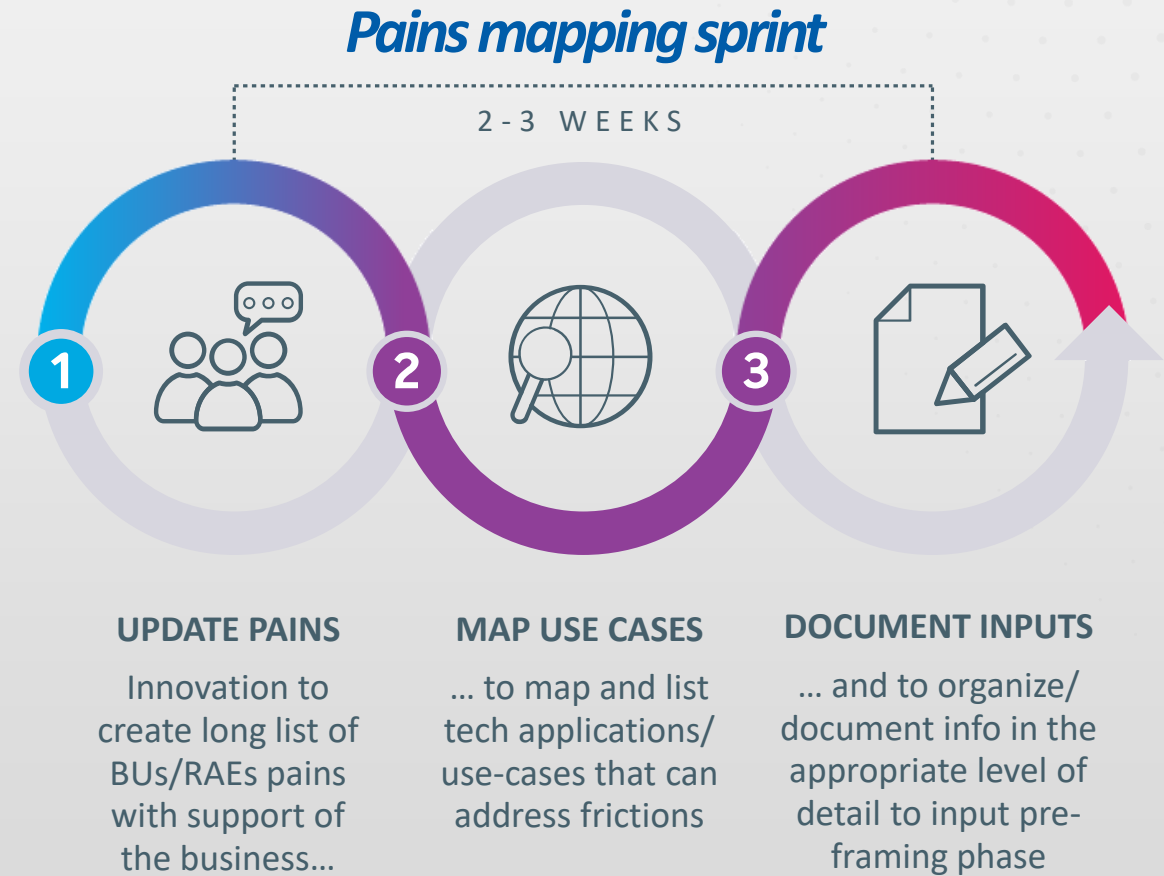 Pains mapping sprint
2-3 WEEKS
1
2
3
UPDATE PAINS
Innovation to
create long list of
BUs/RAEs pains
with support of
the business...
MAP USE CASES
... to map and list
tech applications/
use-cases that can
address frictions
DOCUMENT INPUTS
... and to organize/
document info in the
appropriate level of
detail to input pre-
framing phase